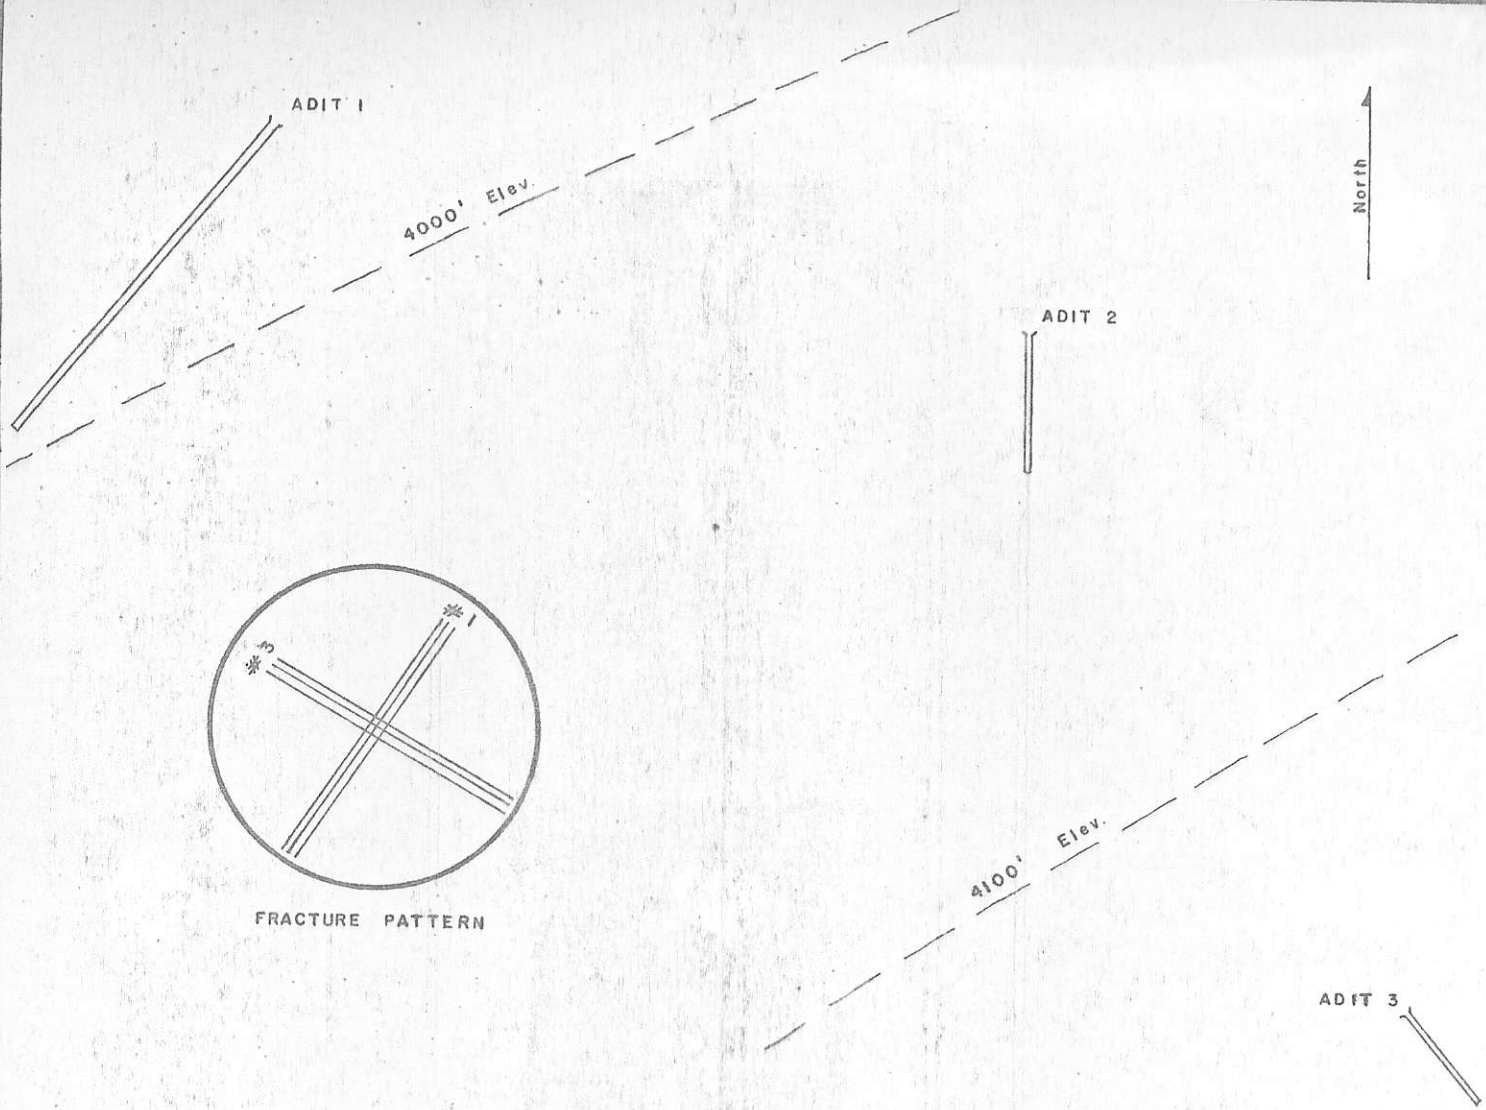 ADIT 1
North
4000' Elev.
ADIT 2
#1
#3
FRACTURE PATTERN
4100' Elev.
ADIT 3